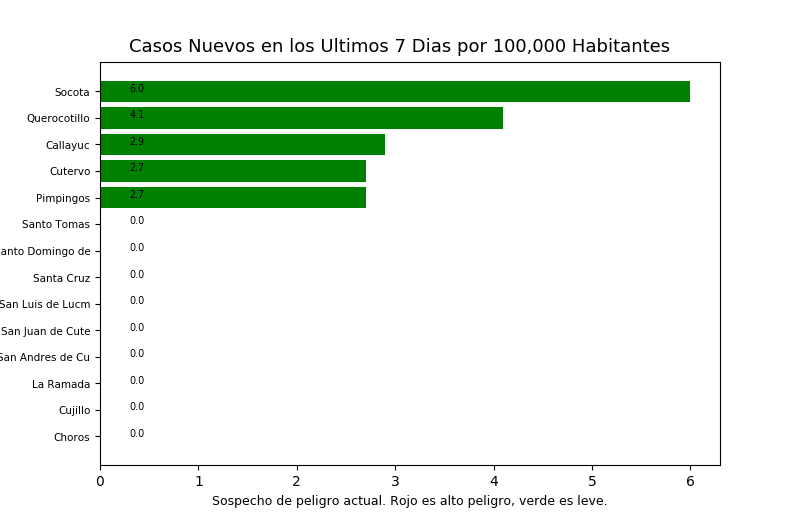 Casos Nuevos en los Ultimos 7 Dias por 100,000 Habitantes
Socota 6.0
Querocotillo 4.1
Callayuc 2.9
Cutervo 2.7
Pimpingos 2.7
Santo Tomas 0.0
anto Domingo de 0.0
Santa Cruz 0.0
San Luis de Lucm 0.0
San Juan de Cute 0.0
San Andres de Cu 0.0
La Ramada 0.0
Cujillo 0.0
Choros 0.0
0 1 2 3 4 5 6
Sospecho de peligro actual. Rojo es alto peligro, verde es leve.